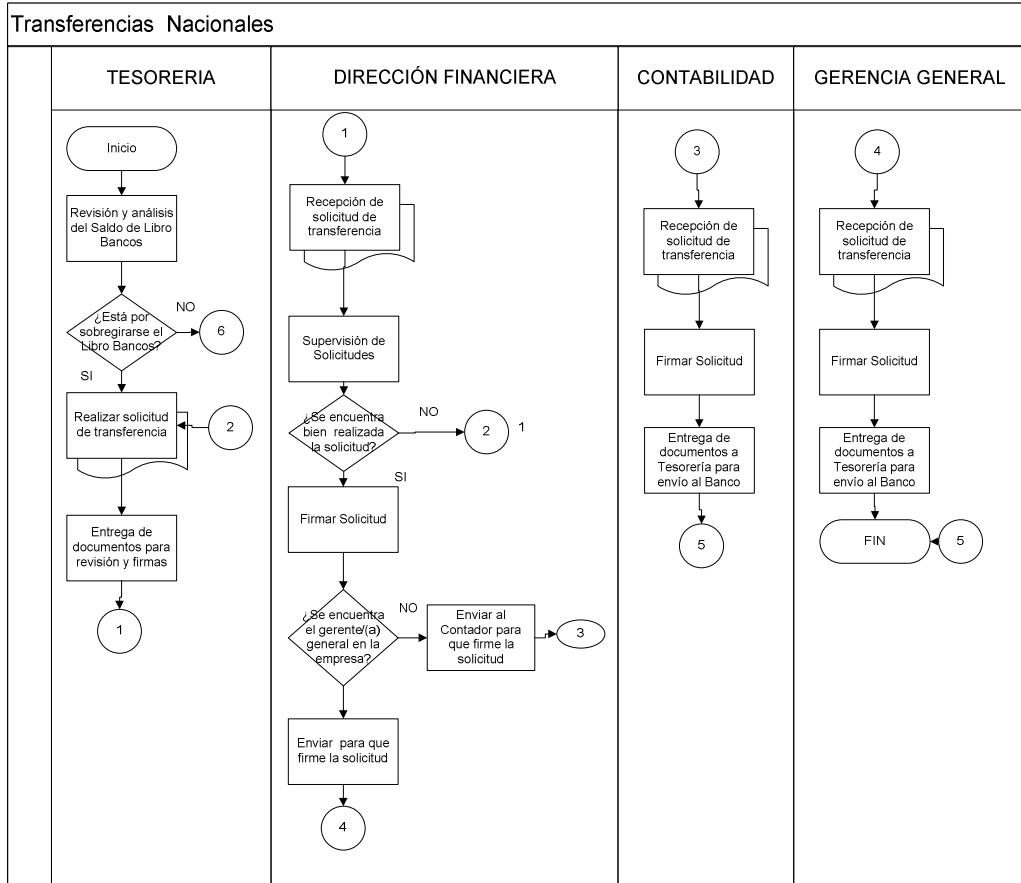 Transferencias Nacionales
TESORERIA
DIRECCIÓN FINANCIERA
CONTABILIDAD
GERENCIA GENERAL
Inicio
Revisión y análisis
del Saldo de Libro
Bancos
¿Está por
sobregirarse el
Libro Bancos?
NO
6
SI
Realizar solicitud
de transferencia
2
Entrega de
documentos para
revisión y firmas
1
1
Recepción de
solicitud de
transferencia
Supervisión de
Solicitudes
¿Se encuentra
bien realizada
la solicitud?
NO
2
1
SI
Firmar Solicitud
¿Se encuentra
el gerente/(a)
general en la
empresa?
NO
Enviar al
Contador para
que firme la
solicitud
3
Enviar para que
firme la solicitud
4
3
Recepción de
solicitud de
transferencia
Firmar Solicitud
Entrega de
documentos a
Tesorería para
envío al Banco
5
4
Recepción de
solicitud de
transferencia
Firmar Solicitud
Entrega de
documentos a
Tesorería para
envío al Banco
FIN
5